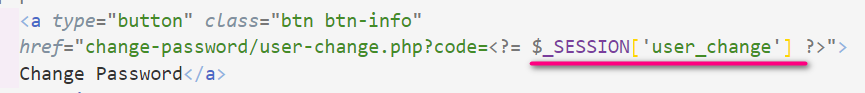 <a type="button" class="btn btn-info"
href="change-password/user-change.php?code=<?= $_SESSION['user_change'] ?>">
Change Password</a>